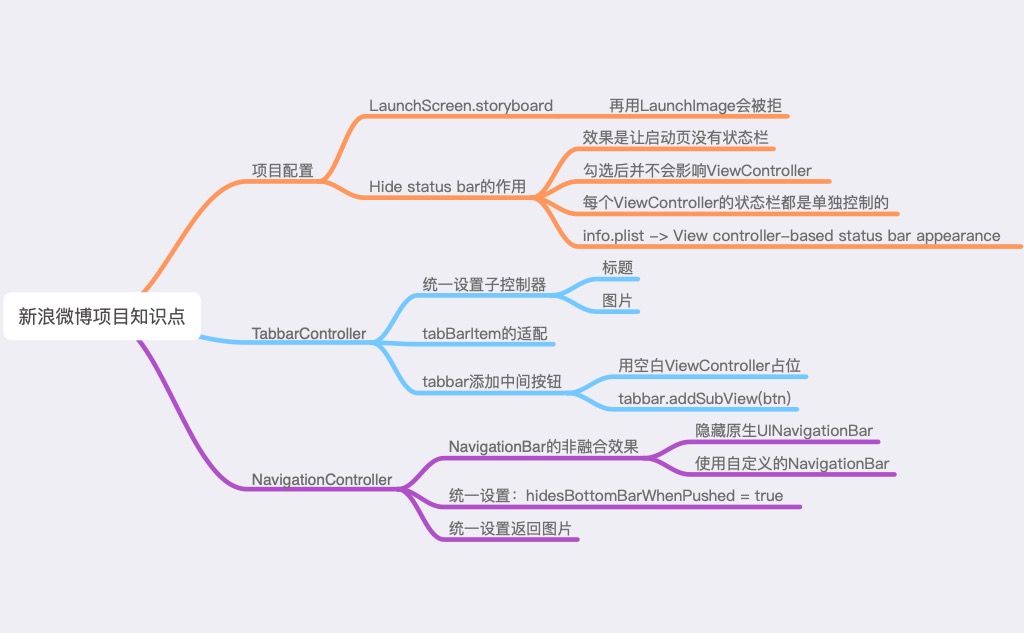 新浪微博项目知识点
项目配置
LaunchScreen.storyboard
再用LaunchImage会被拒
Hide status bar的作用
效果是让启动页没有状态栏
勾选后并不会影响ViewController
每个ViewController的状态栏都是单独控制的
info.plist -> View controller-based status bar appearance
TabbarController
统一设置子控制器
标题
图片
tabBarItem的适配
tabbar添加中间按钮
用空白ViewController占位
tabbar.addSubView(btn)
NavigationController
NavigationBar的非融合效果
隐藏原生UINavigationBar
使用自定义的NavigationBar
统一设置：hidesBottomBarWhenPushed = true
统一设置返回图片